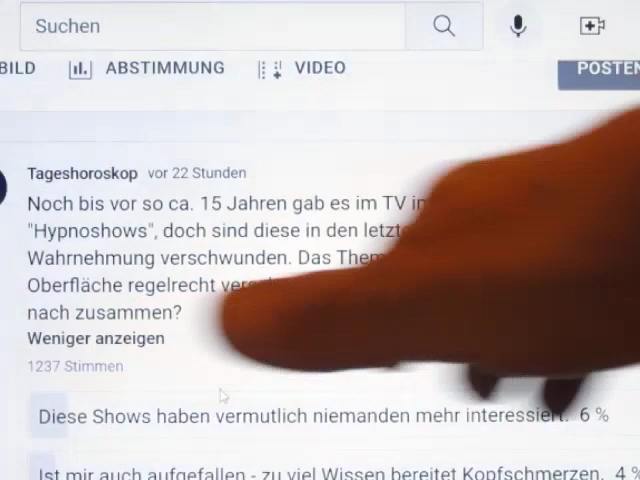 Suchen
BILD
ABSTIMMUNG
VIDEO
POSTEN
Tageshoroskop vor 22 Stunden
Noch bis vor so ca. 15 Jahren gab es im TV
"Hypnoshows", doch sind diese in den
Wahrnehmung verschwunden. Das
Oberfläche regelrecht
nach zusammen?
Weniger anzeigen
1237 Stimmen
Diese Shows haben vermutlich niemanden mehr interessiert. 6 %
Ist mir auch aufgefallen - zu viel Wissen bereitet Kopfschmerzen. 4 %